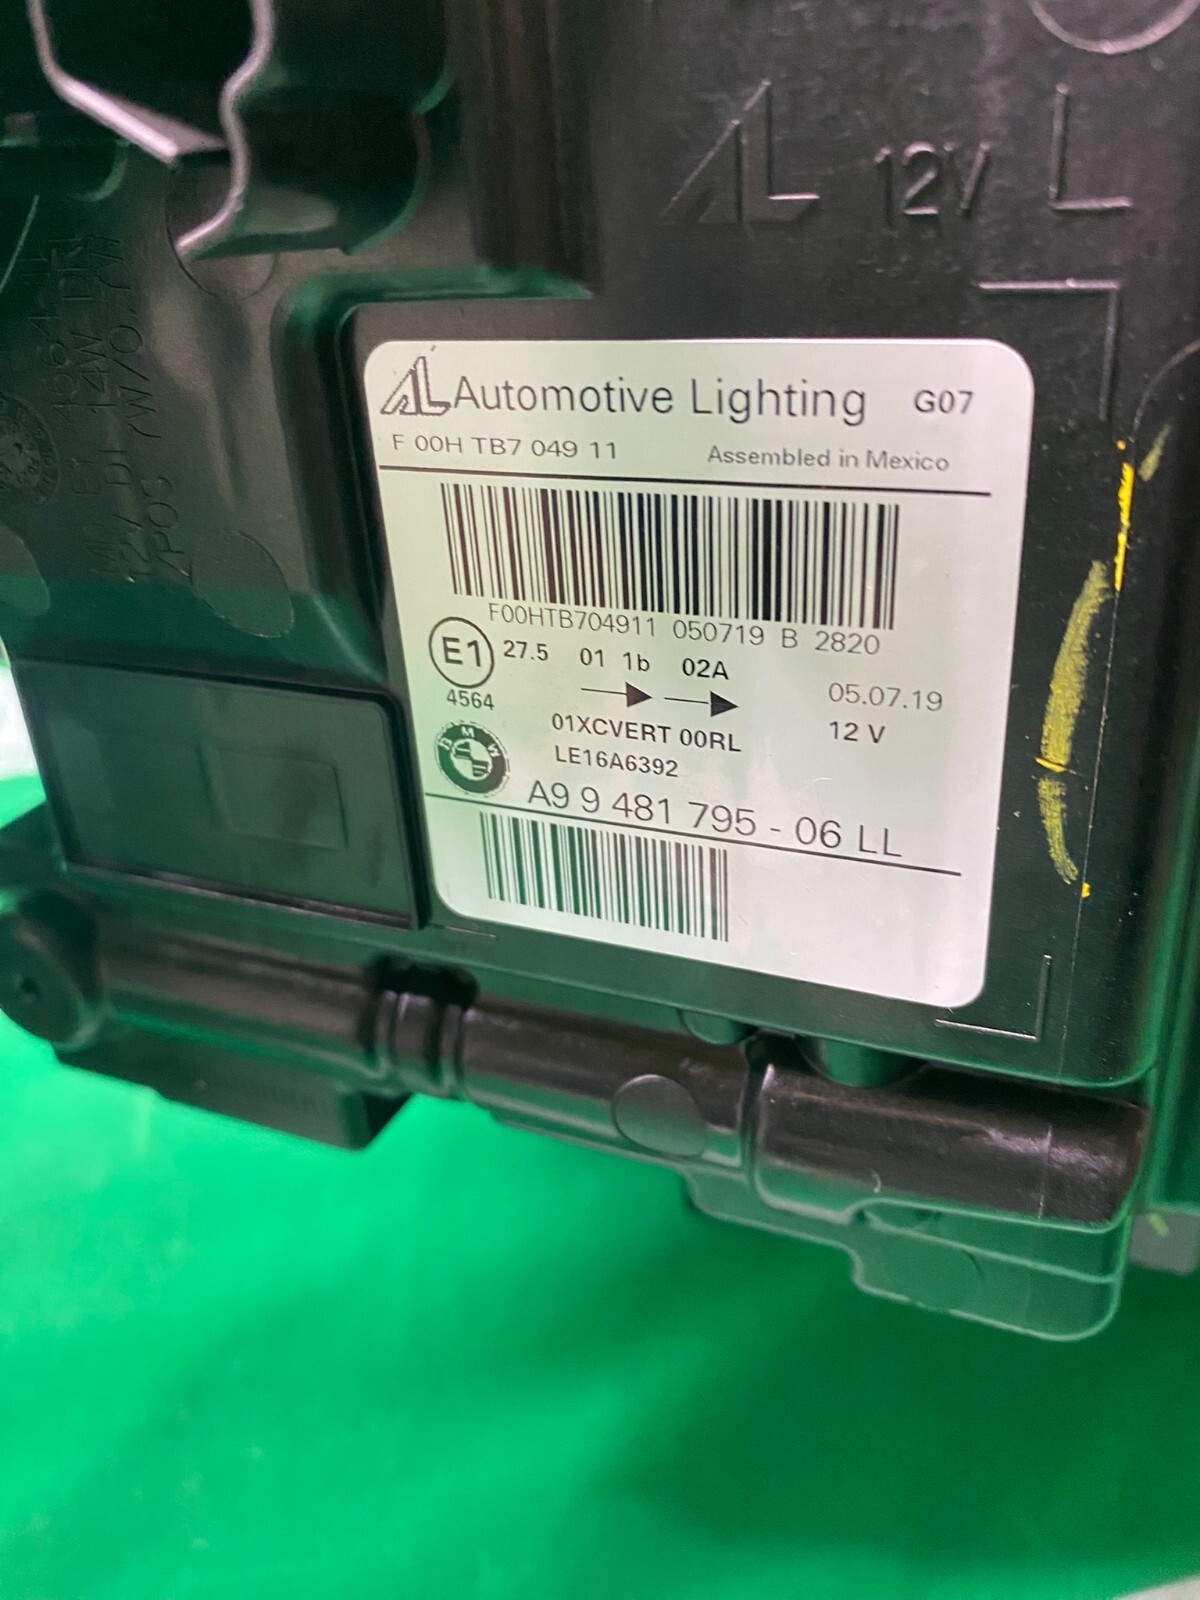 AL 12V L
AL Automotive Lighting G07
F 00H TB7 049 11 Assembled in Mexico
F00HTB704911 050719 B 2820
E1 27.5 01 1b 02A
4564 05.07.19
01XCVERT 00RL 12 V
BMW LE16A6392
A9 9 481 795 - 06 LL